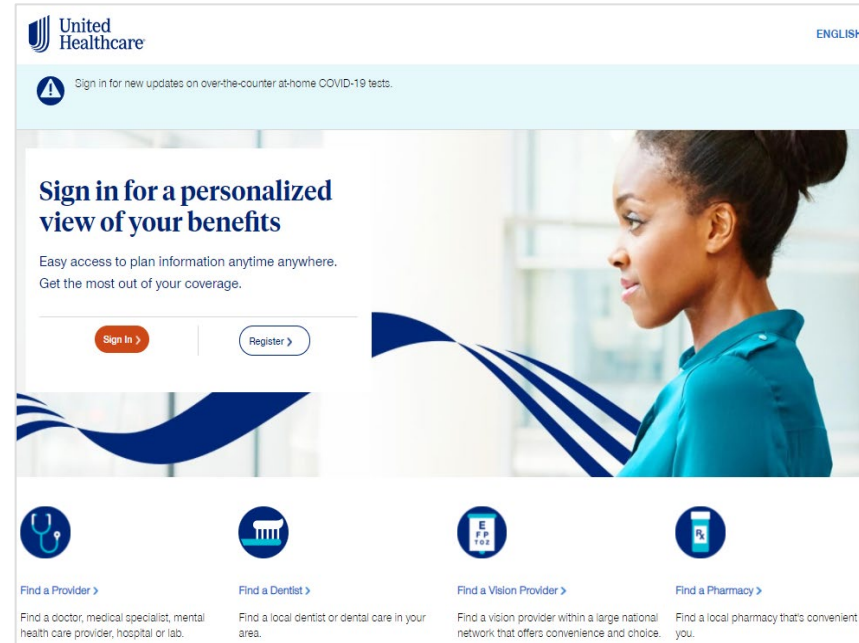 United
Healthcare
ENGLISH
Sign in for new updates on over-the-counter at-home COVID-19 tests.
Sign in for a personalized
view of your benefits
Easy access to plan information anytime anywhere.
Get the most out of your coverage.
Sign In >
Register >
E
F P
T O Z
Rx
Find a Provider >
Find a doctor, medical specialist, mental
health care provider, hospital or lab.
Find a Dentist >
Find a local dentist or dental care in your
area.
Find a Vision Provider >
Find a vision provider within a large national
network that offers convenience and choice.
Find a Pharmacy >
Find a local pharmacy that's convenient
you.